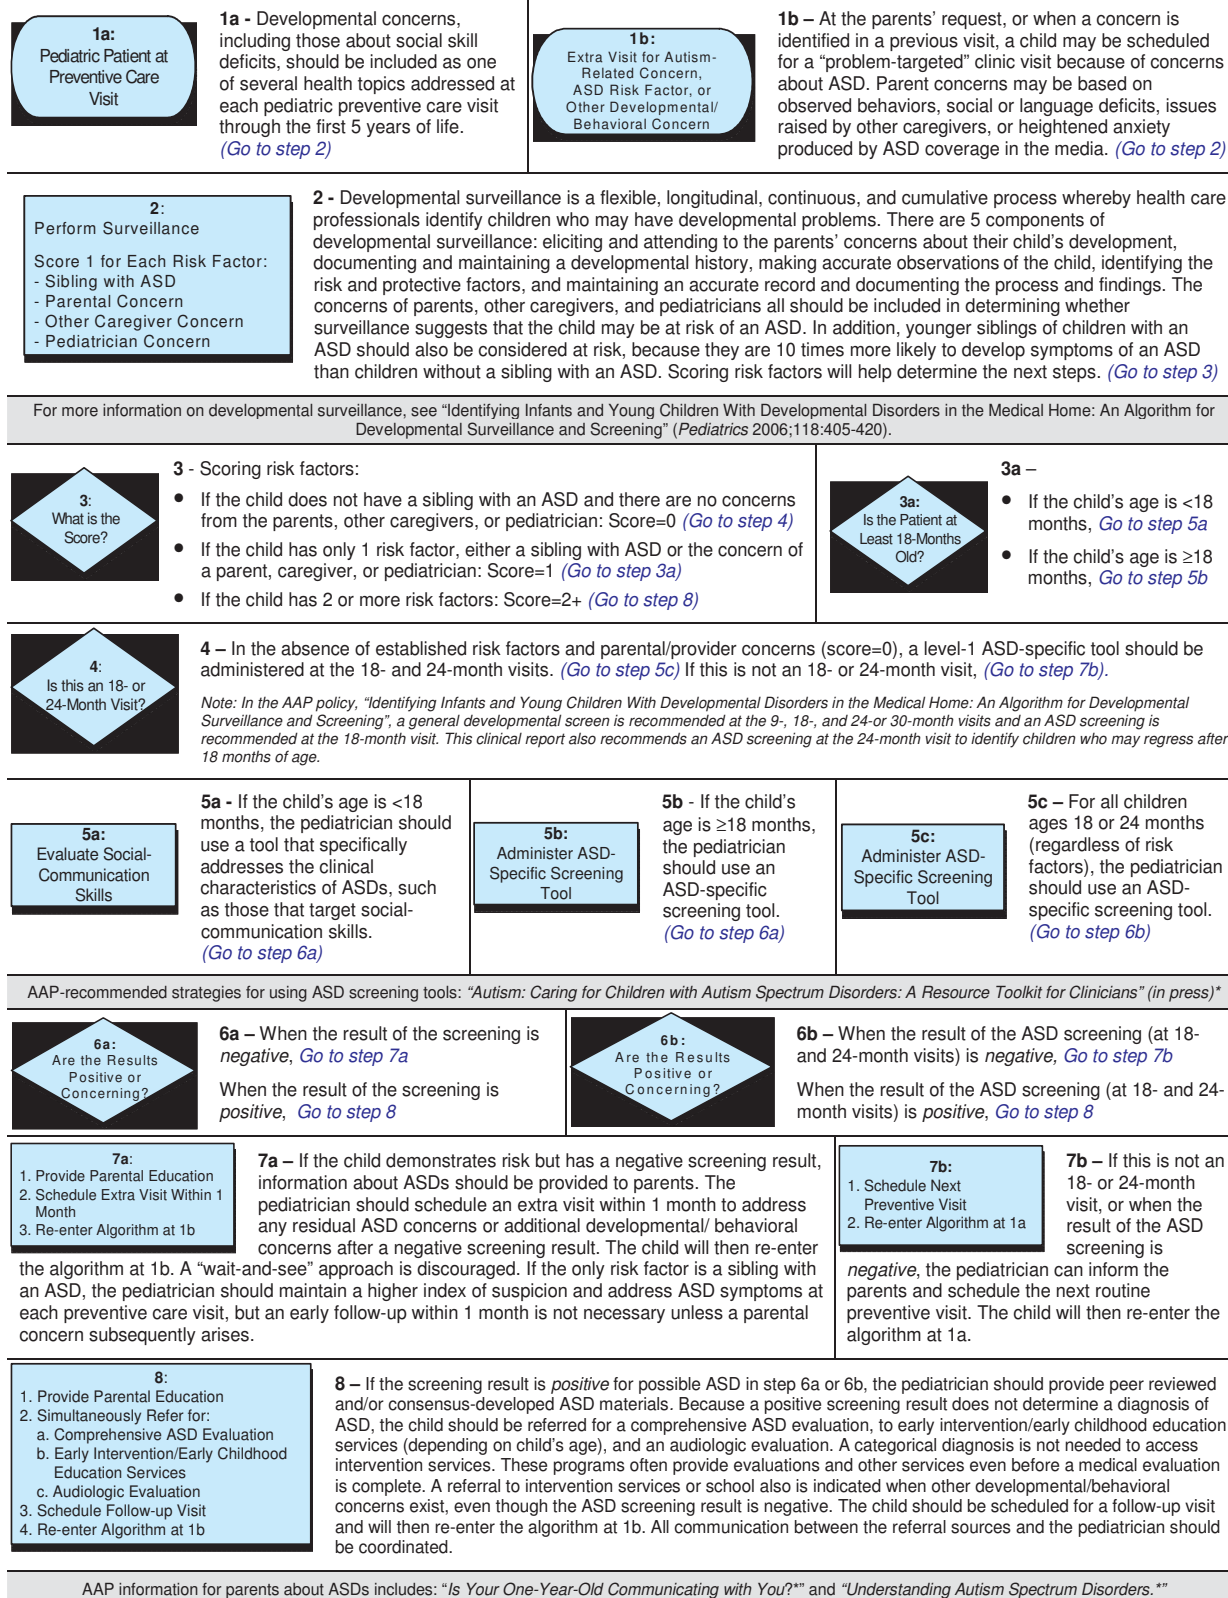 1a:
Pediatric Patient at
Preventive Care
Visit
1a - Developmental concerns,
including those about social skill
deficits, should be included as one
of several health topics addressed at
each pediatric preventive care visit
through the first 5 years of life.
(Go to step 2)
1b:
Extra Visit for Autism-
Related Concern,
ASD Risk Factor, or
Other Developmental/
Behavioral Concern
1b – At the parents’ request, or when a concern is
identified in a previous visit, a child may be scheduled
for a “problem-targeted” clinic visit because of concerns
about ASD. Parent concerns may be based on
observed behaviors, social or language deficits, issues
raised by other caregivers, or heightened anxiety
produced by ASD coverage in the media. (Go to step 2)
2:
Perform Surveillance
Score 1 for Each Risk Factor:
- Sibling with ASD
- Parental Concern
- Other Caregiver Concern
- Pediatrician Concern
2 - Developmental surveillance is a flexible, longitudinal, continuous, and cumulative process whereby health care
professionals identify children who may have developmental problems. There are 5 components of
developmental surveillance: eliciting and attending to the parents’ concerns about their child’s development,
documenting and maintaining a developmental history, making accurate observations of the child, identifying the
risk and protective factors, and maintaining an accurate record and documenting the process and findings. The
concerns of parents, other caregivers, and pediatricians all should be included in determining whether
surveillance suggests that the child may be at risk of an ASD. In addition, younger siblings of children with an
ASD should also be considered at risk, because they are 10 times more likely to develop symptoms of an ASD
than children without a sibling with an ASD. Scoring risk factors will help determine the next steps. (Go to step 3)
For more information on developmental surveillance, see “Identifying Infants and Young Children With Developmental Disorders in the Medical Home: An Algorithm for
Developmental Surveillance and Screening” (Pediatrics 2006;118:405-420).
3:
What is the
Score?
3 - Scoring risk factors:
• If the child does not have a sibling with an ASD and there are no concerns
from the parents, other caregivers, or pediatrician: Score=0 (Go to step 4)
• If the child has only 1 risk factor, either a sibling with ASD or the concern of
a parent, caregiver, or pediatrician: Score=1 (Go to step 3a)
• If the child has 2 or more risk factors: Score=2+ (Go to step 8)
3a:
Is the Patient at
Least 18-Months
Old?
3a –
• If the child’s age is <18
months, Go to step 5a
• If the child’s age is ≥18
months, Go to step 5b
4:
Is this an 18- or
24-Month Visit?
4 – In the absence of established risk factors and parental/provider concerns (score=0), a level-1 ASD-specific tool should be
administered at the 18- and 24-month visits. (Go to step 5c) If this is not an 18- or 24-month visit, (Go to step 7b).
Note: In the AAP policy, “Identifying Infants and Young Children With Developmental Disorders in the Medical Home: An Algorithm for Developmental
Surveillance and Screening”, a general developmental screen is recommended at the 9-, 18-, and 24-or 30-month visits and an ASD screening is
recommended at the 18-month visit. This clinical report also recommends an ASD screening at the 24-month visit to identify children who may regress after
18 months of age.
5a:
Evaluate Social-
Communication
Skills
5a - If the child’s age is <18
months, the pediatrician should
use a tool that specifically
addresses the clinical
characteristics of ASDs, such
as those that target social-
communication skills.
(Go to step 6a)
5b:
Administer ASD-
Specific Screening
Tool
5b - If the child’s
age is ≥18 months,
the pediatrician
should use an
ASD-specific
screening tool.
(Go to step 6a)
5c:
Administer ASD-
Specific Screening
Tool
5c – For all children
ages 18 or 24 months
(regardless of risk
factors), the pediatrician
should use an ASD-
specific screening tool.
(Go to step 6b)
AAP-recommended strategies for using ASD screening tools: “Autism: Caring for Children with Autism Spectrum Disorders: A Resource Toolkit for Clinicians” (in press)*
6a:
Are the Results
Positive or
Concerning?
6a – When the result of the screening is
negative, Go to step 7a
When the result of the screening is
positive, Go to step 8
6b:
Are the Results
Positive or
Concerning?
6b – When the result of the ASD screening (at 18-
and 24-month visits) is negative, Go to step 7b
When the result of the ASD screening (at 18- and 24-
month visits) is positive, Go to step 8
7a:
1. Provide Parental Education
2. Schedule Extra Visit Within 1
Month
3. Re-enter Algorithm at 1b
7a – If the child demonstrates risk but has a negative screening result,
information about ASDs should be provided to parents. The
pediatrician should schedule an extra visit within 1 month to address
any residual ASD concerns or additional developmental/ behavioral
concerns after a negative screening result. The child will then re-enter
the algorithm at 1b. A “wait-and-see” approach is discouraged. If the only risk factor is a sibling with
an ASD, the pediatrician should maintain a higher index of suspicion and address ASD symptoms at
each preventive care visit, but an early follow-up within 1 month is not necessary unless a parental
concern subsequently arises.
7b:
1. Schedule Next
Preventive Visit
2. Re-enter Algorithm at 1a
7b – If this is not an
18- or 24-month
visit, or when the
result of the ASD
screening is
negative, the pediatrician can inform the
parents and schedule the next routine
preventive visit. The child will then re-enter the
algorithm at 1a.
8:
1. Provide Parental Education
2. Simultaneously Refer for:
a. Comprehensive ASD Evaluation
b. Early Intervention/Early Childhood
Education Services
c. Audiologic Evaluation
3. Schedule Follow-up Visit
4. Re-enter Algorithm at 1b
8 – If the screening result is positive for possible ASD in step 6a or 6b, the pediatrician should provide peer reviewed
and/or consensus-developed ASD materials. Because a positive screening result does not determine a diagnosis of
ASD, the child should be referred for a comprehensive ASD evaluation, to early intervention/early childhood education
services (depending on child’s age), and an audiologic evaluation. A categorical diagnosis is not needed to access
intervention services. These programs often provide evaluations and other services even before a medical evaluation
is complete. A referral to intervention services or school also is indicated when other developmental/behavioral
concerns exist, even though the ASD screening result is negative. The child should be scheduled for a follow-up visit
and will then re-enter the algorithm at 1b. All communication between the referral sources and the pediatrician should
be coordinated.
AAP information for parents about ASDs includes: “Is Your One-Year-Old Communicating with You?*” and “Understanding Autism Spectrum Disorders.*”